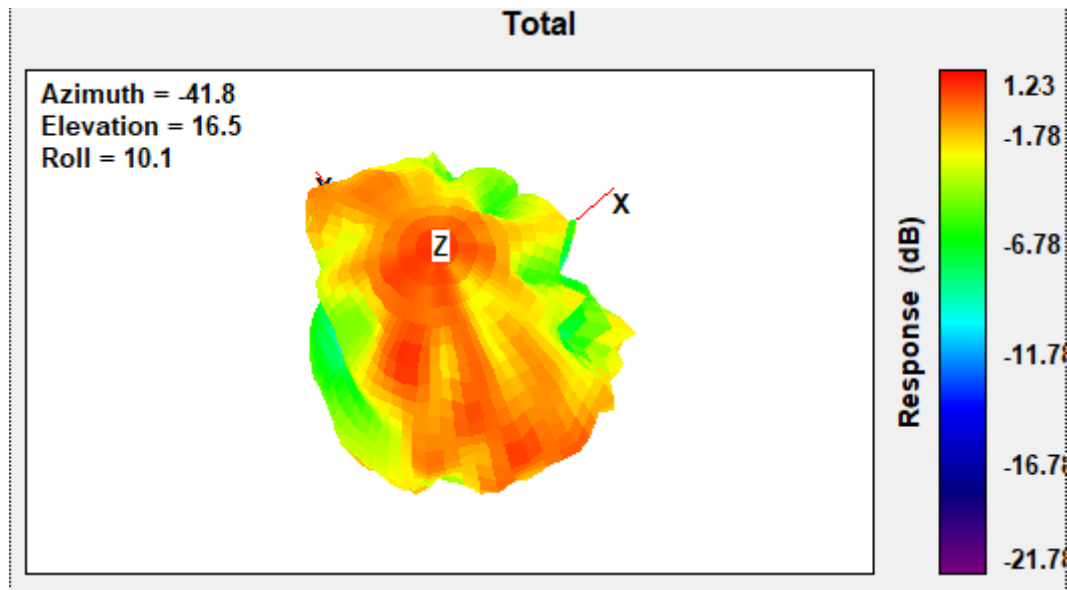 Total
Azimuth = -41.8
Elevation = 16.5
Roll = 10.1
Z
X
Response (dB)
1.23
-1.78
-6.78
-11.78
-16.78
-21.78